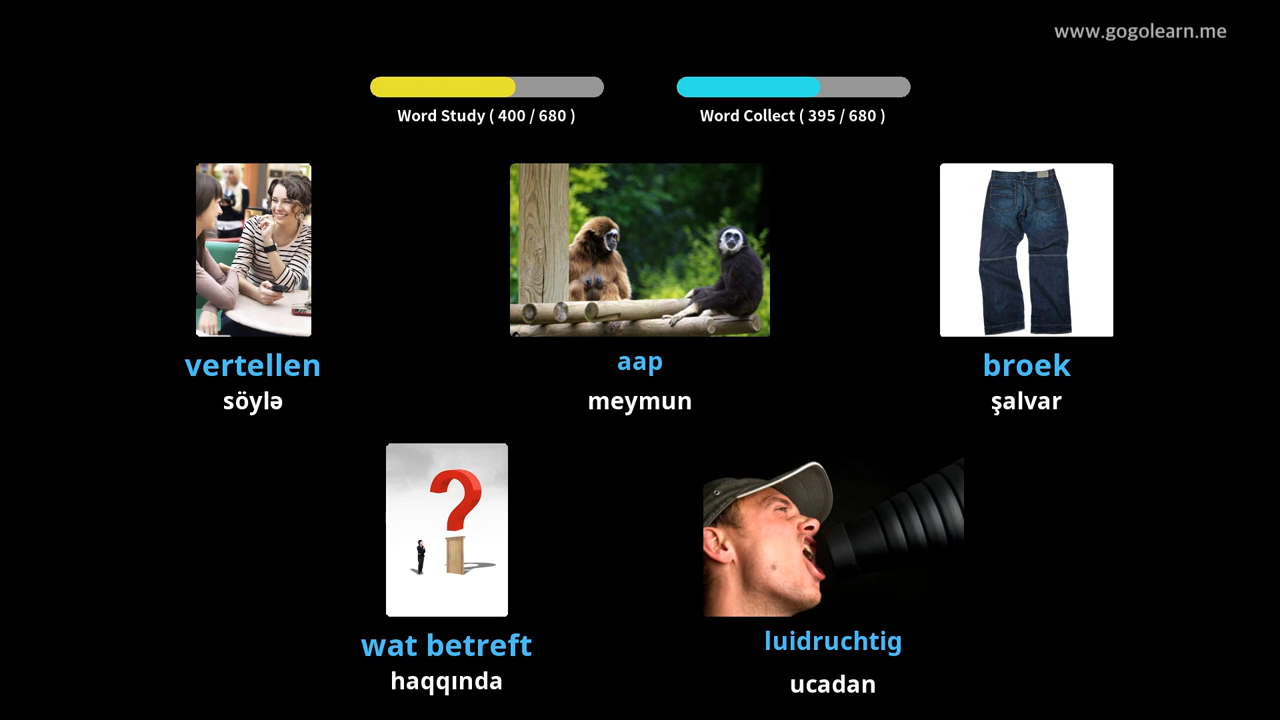 www.gogolearn.me
Word Study ( 400 / 680 )
Word Collect ( 395 / 680 )
vertellen
söylə
aap
meymun
broek
şalvar
wat betreft
haqqında
luidruchtig
ucadan